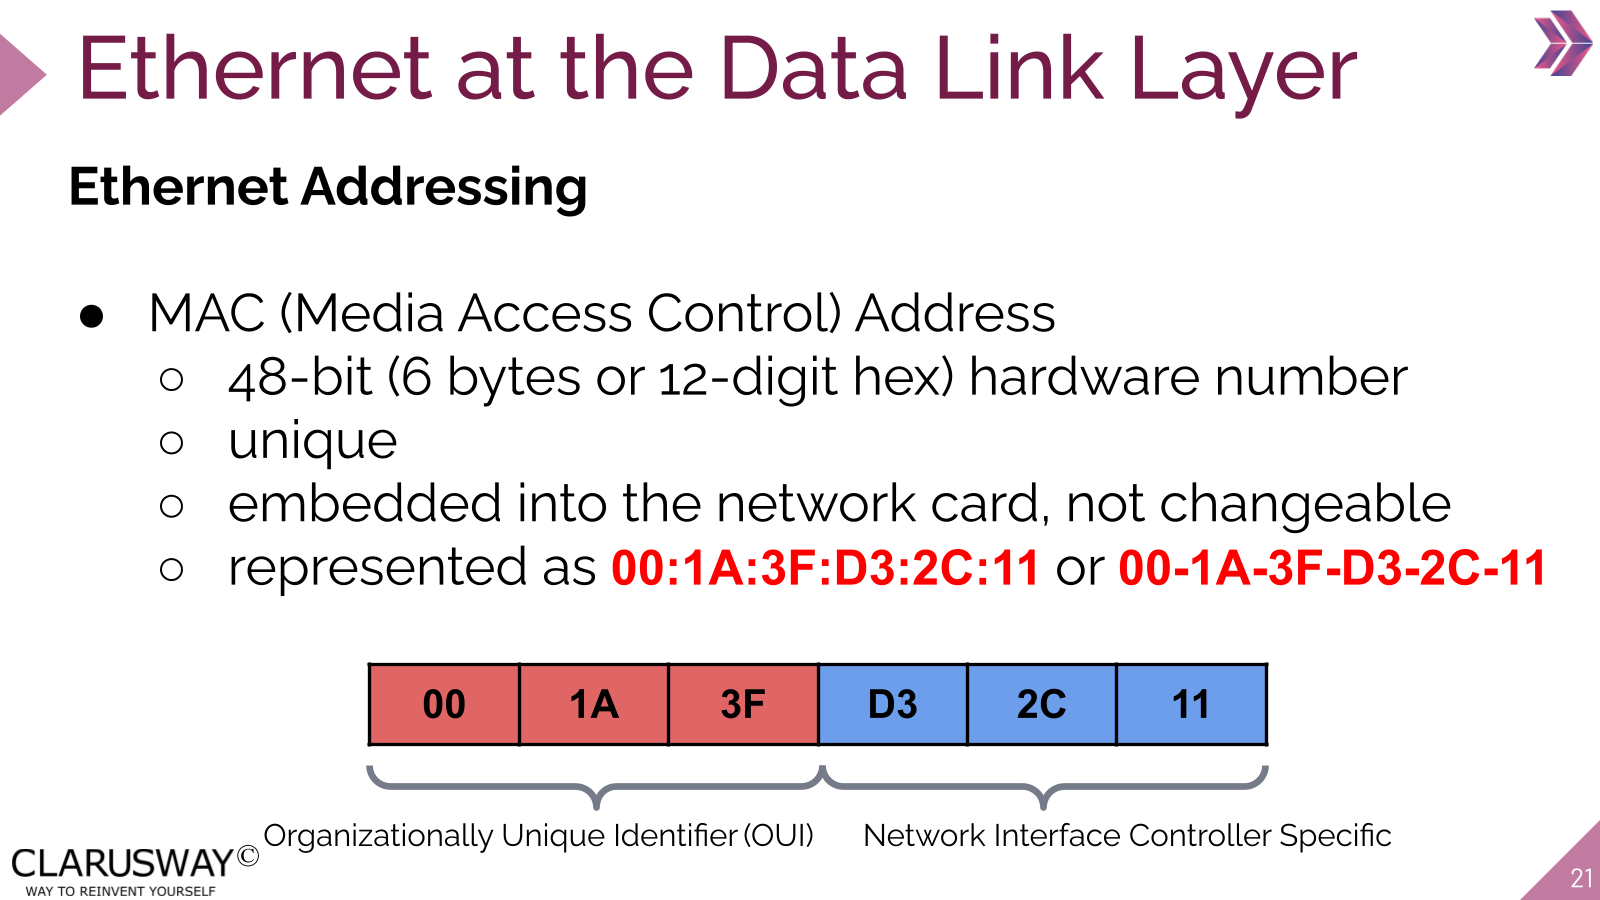 Ethernet at the Data Link Layer
Ethernet Addressing
● MAC (Media Access Control) Address
○ 48-bit (6 bytes or 12-digit hex) hardware number
○ unique
○ embedded into the network card, not changeable
○ represented as 00:1A:3F:D3:2C:11 or 00-1A-3F-D3-2C-11
00 1A 3F D3 2C 11
Organizationally Unique Identifier (OUI) Network Interface Controller Specific
CLARUSWAY©
WAY TO REINVENT YOURSELF
21